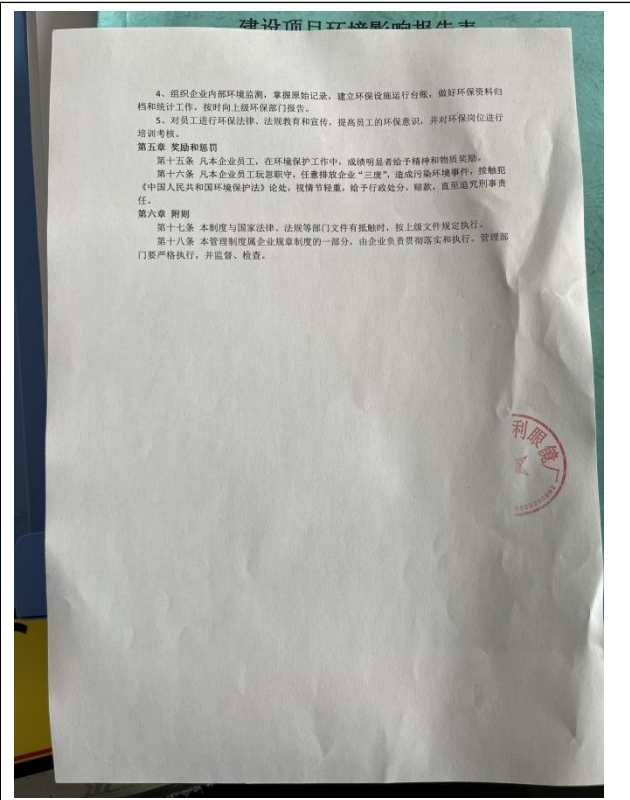 建设项目环境影响报告表
4、组织企业内部环境监测，掌握原始记录，建立环保设施运行台账，做好环保资料归
档和统计工作，按时向上级环保部门报告。
5、对员工进行环保法律、法规教育和宣传，提高员工的环保意识，并对环保岗位进行
培训考核。
第五章 奖励和惩罚
第十五条 凡本企业员工，在环境保护工作中，成绩明显者给予精神和物质奖励。
第十六条 凡本企业员工玩忽职守，任意排放企业“三废”，造成污染环境事件，按触犯
《中国人民共和国环境保护法》论处，视情节轻重，给予行政处分，赔款，直至追究刑事责
任。
第六章 附则
第十七条 本制度与国家法律、法规等部门文件有抵触时，按上级文件规定执行。
第十八条 本管理制度属企业规章制度的一部分，由企业负责贯彻落实和执行。管理部
门要严格执行，并监督、检查。
利眼镜厂